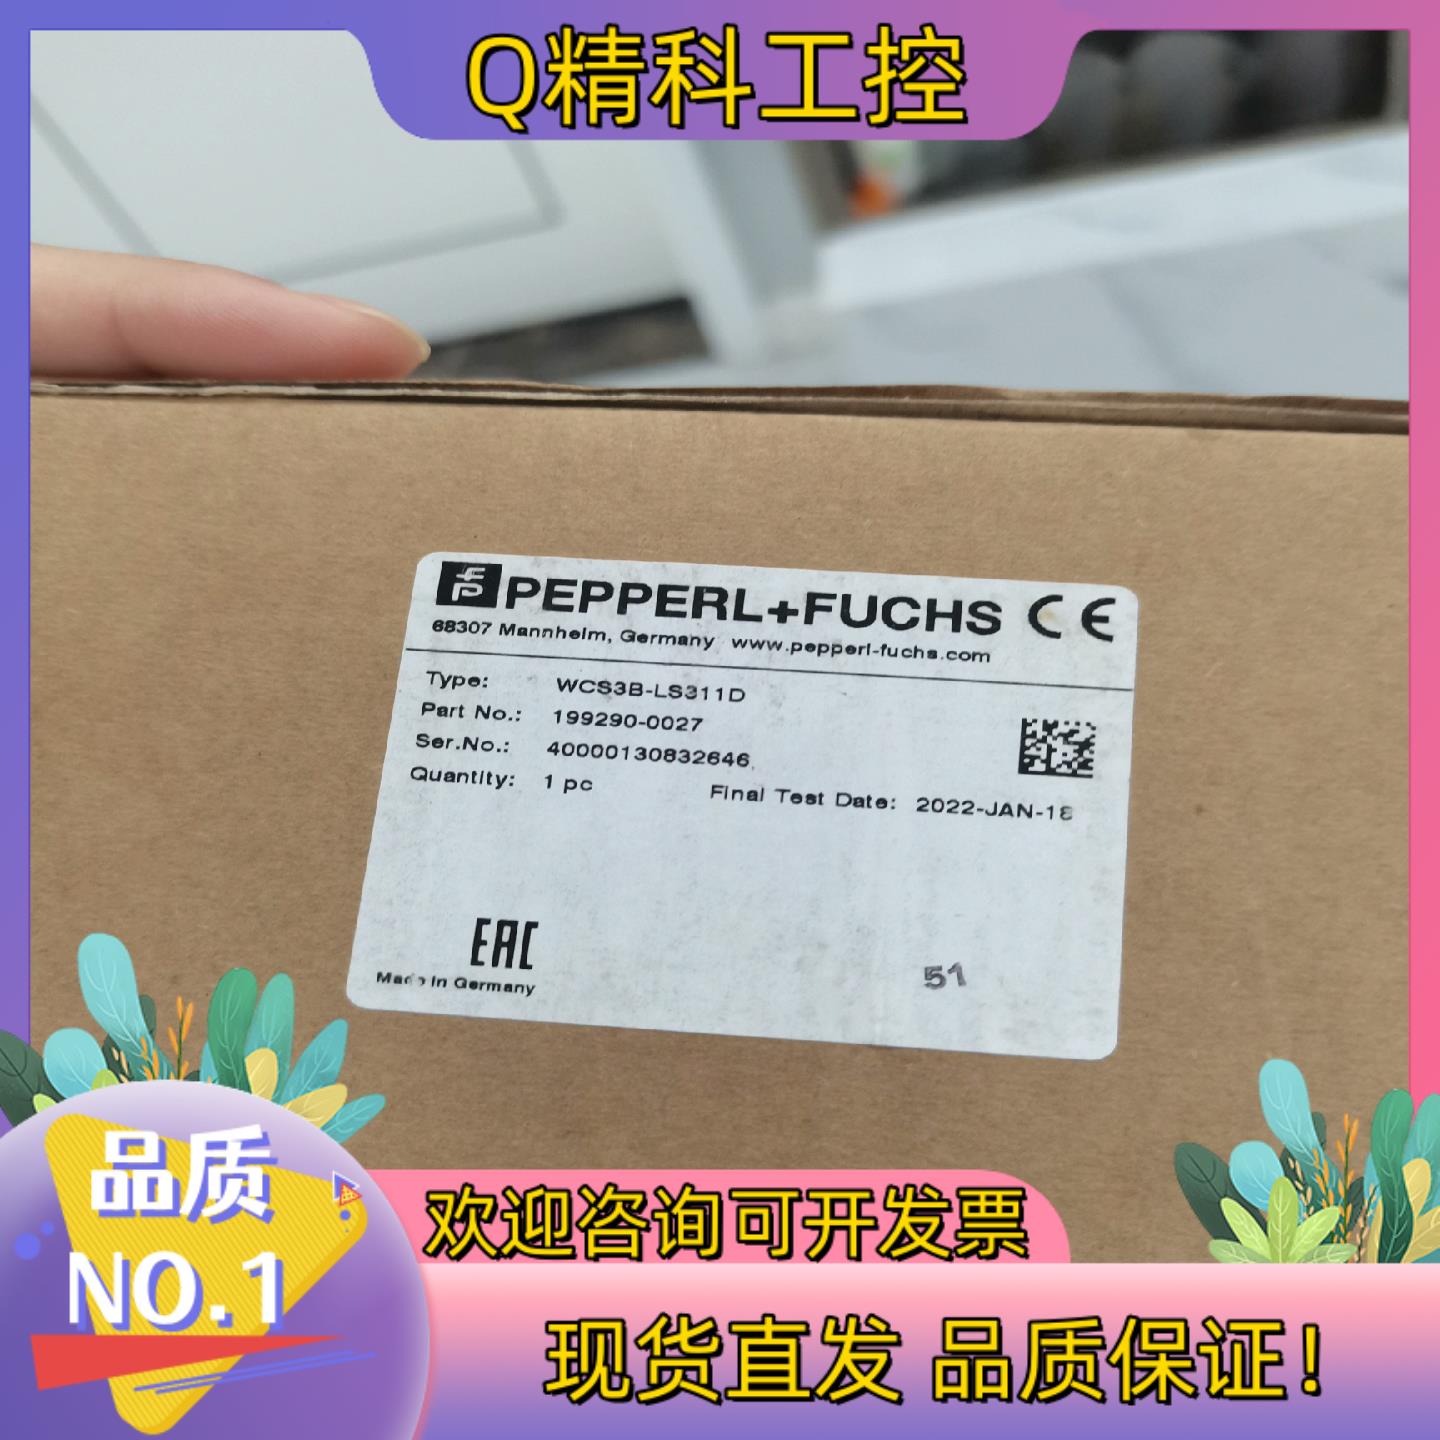 Q精科工控
PEPPERL+FUCHS CE
68307 Mannheim, Germany www.pepperl-fuchs.com
Type: WCS3B-LS311D
Part No.: 199290-0027
Ser.No.: 40000130832646
Quantity: 1 pc Final Test Date: 2022-JAN-18
EAC
Made in Germany
51
品质
NO.1
欢迎咨询可开发票
现货直发 品质保证!